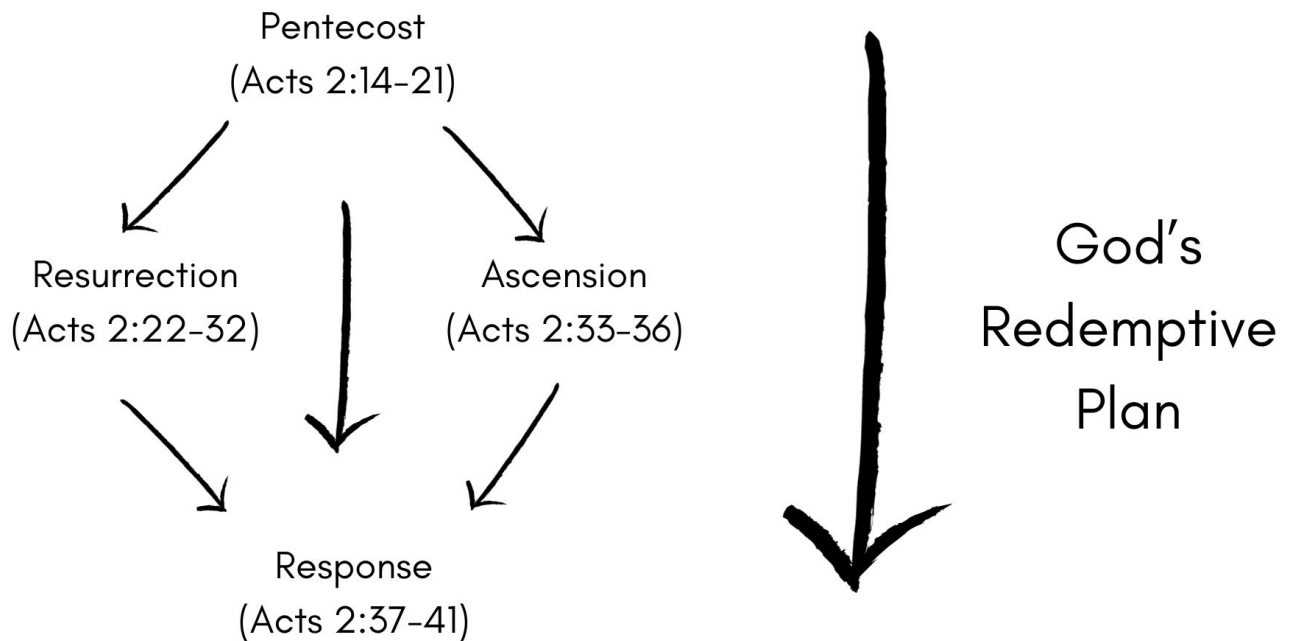 Pentecost
(Acts 2:14-21)
Resurrection
(Acts 2:22-32)
Ascension
(Acts 2:33-36)
Response
(Acts 2:37-41)
God's
Redemptive
Plan